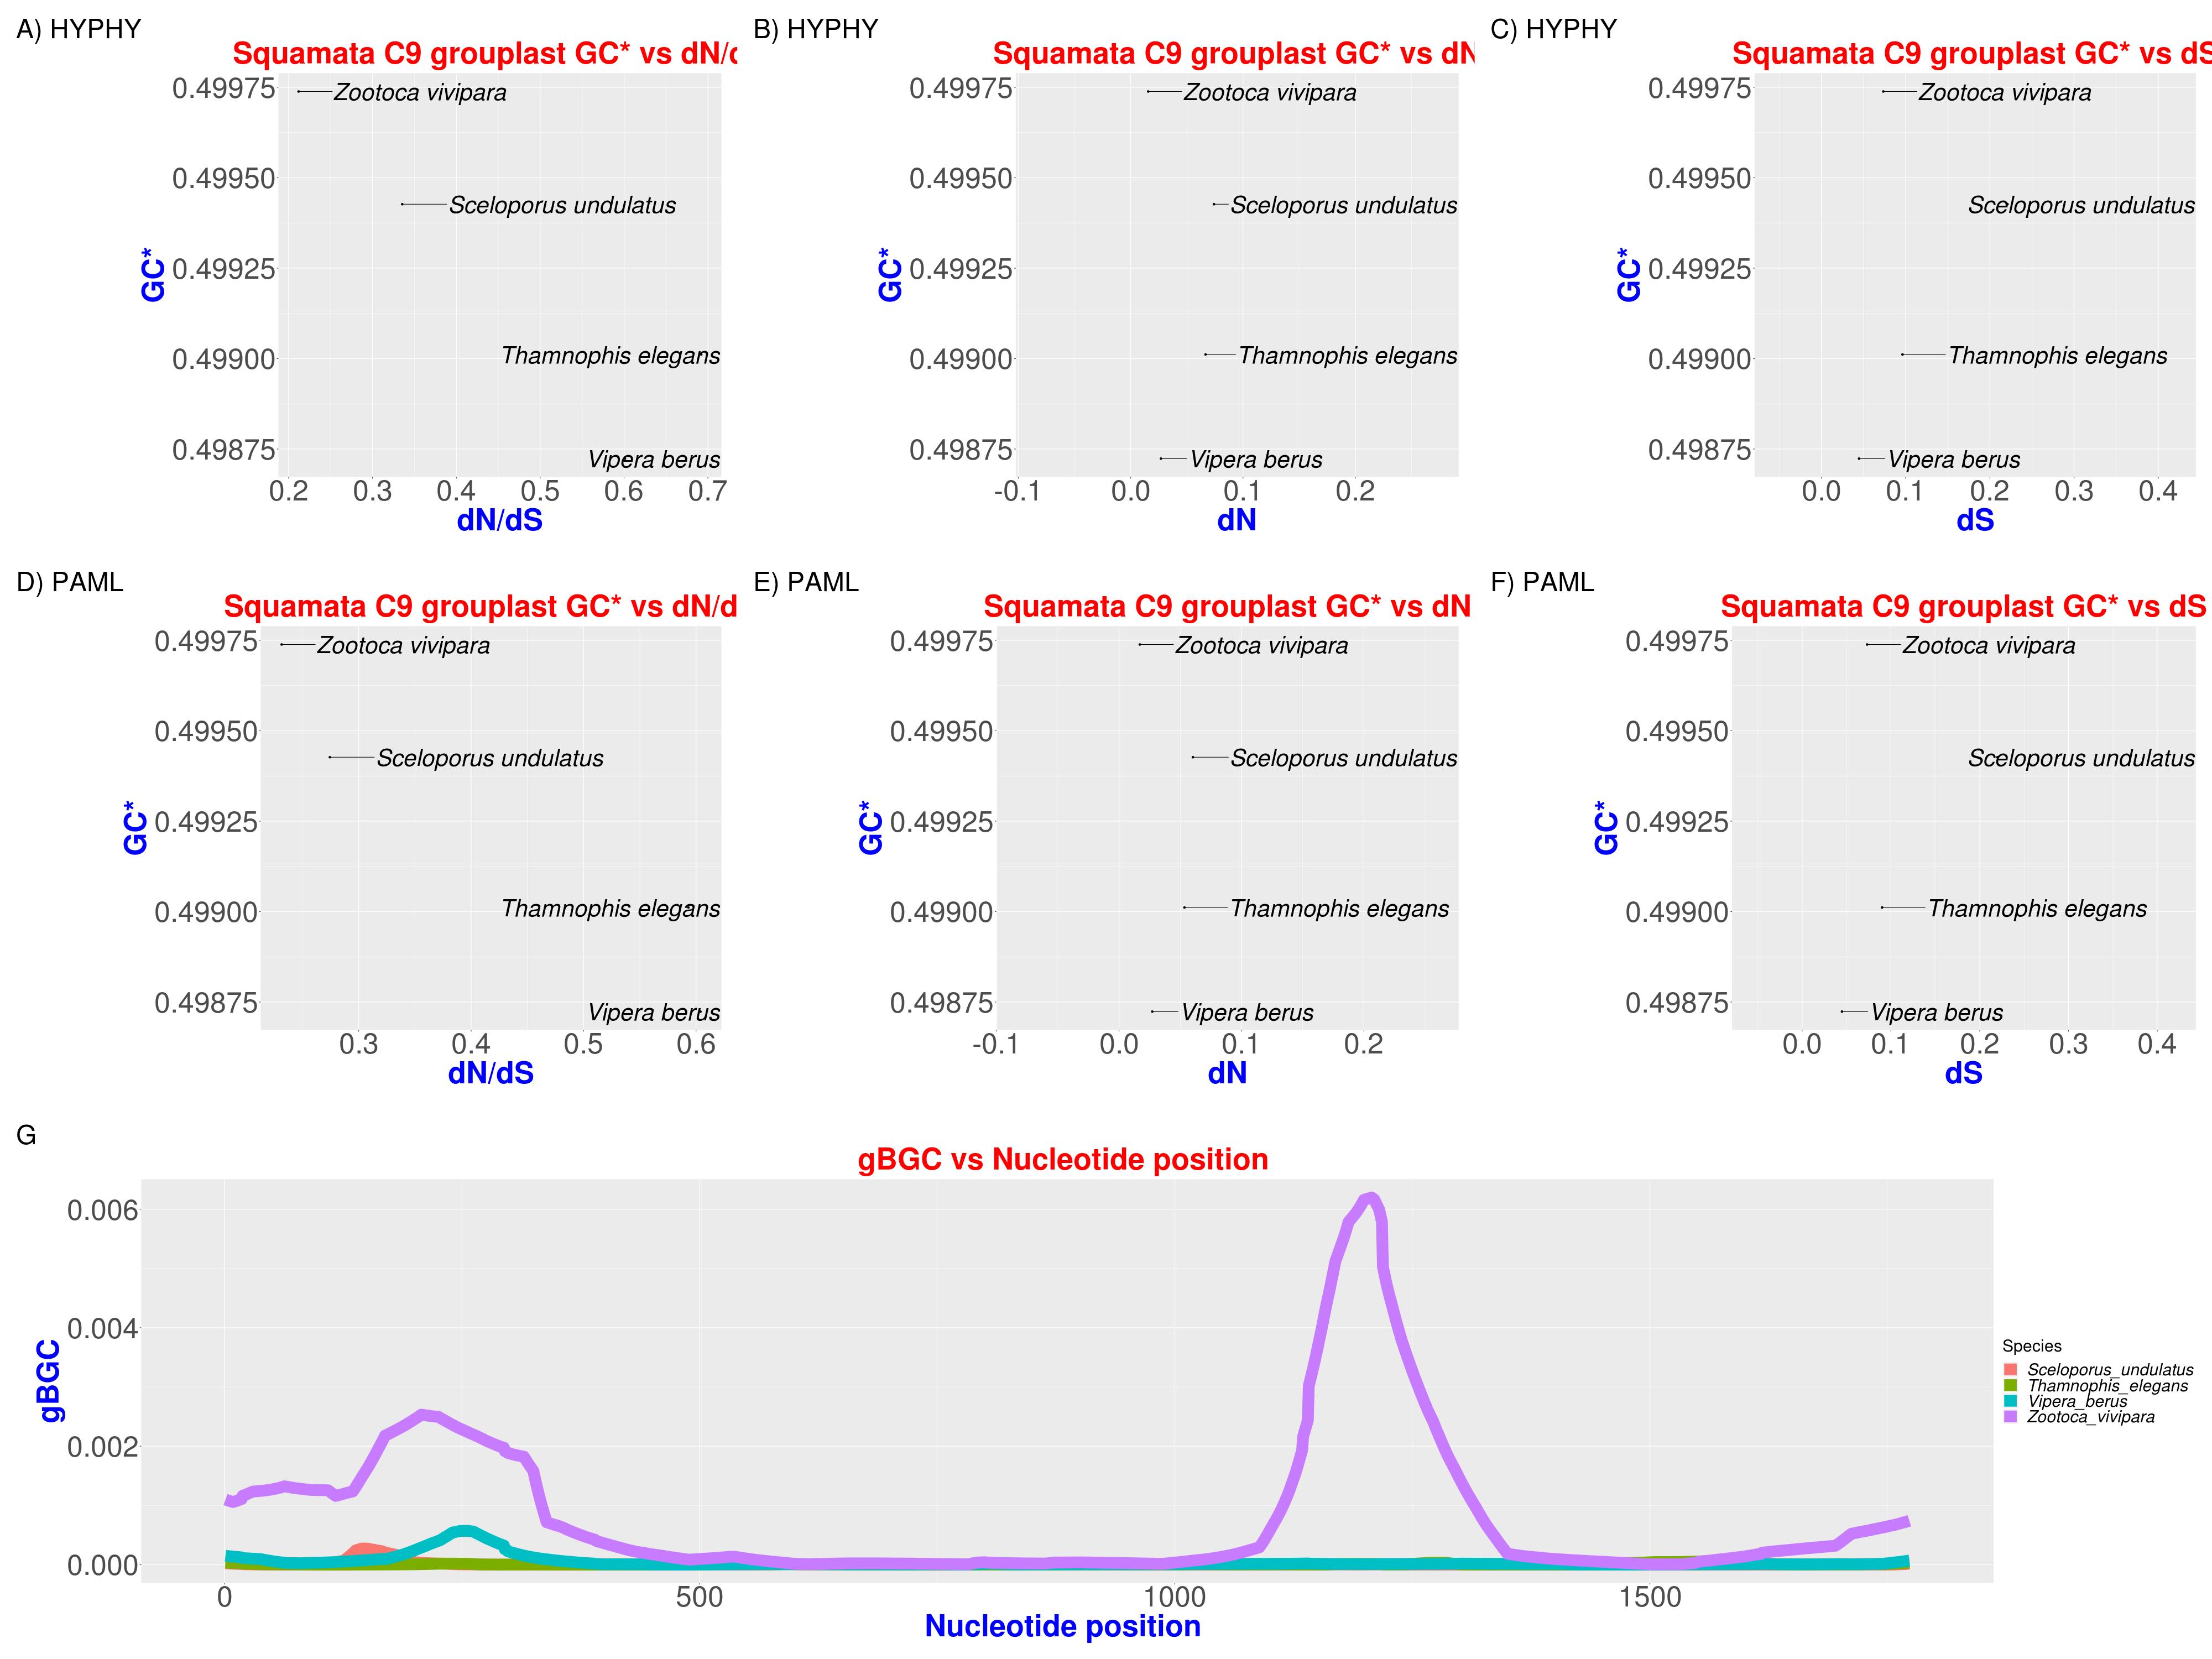 A) HYPHY
Squamata C9 grouplast GC* vs dN/
0.49975
0.49950
0.49925
0.49900
0.49875
GC*
Zootoca vivipara
Sceloporus undulatus
Thamnophis elegans
Vipera berus
0.2 0.3 0.4 0.5 0.6 0.7
dN/dS
B) HYPHY
Squamata C9 grouplast GC* vs dN
0.49975
0.49950
0.49925
0.49900
0.49875
GC*
Zootoca vivipara
Sceloporus undulatus
Thamnophis elegans
Vipera berus
-0.1 0.0 0.1 0.2
dN
C) HYPHY
Squamata C9 grouplast GC* vs dS
0.49975
0.49950
0.49925
0.49900
0.49875
GC*
Zootoca vivipara
Sceloporus undulatus
Thamnophis elegans
Vipera berus
0.0 0.1 0.2 0.3 0.4
dS
D) PAML
Squamata C9 grouplast GC* vs dN/d
0.49975
0.49950
0.49925
0.49900
0.49875
GC*
Zootoca vivipara
Sceloporus undulatus
Thamnophis elegans
Vipera berus
0.3 0.4 0.5 0.6
dN/dS
E) PAML
Squamata C9 grouplast GC* vs dN
0.49975
0.49950
0.49925
0.49900
0.49875
GC*
Zootoca vivipara
Sceloporus undulatus
Thamnophis elegans
Vipera berus
-0.1 0.0 0.1 0.2
dN
F) PAML
Squamata C9 grouplast GC* vs dS
0.49975
0.49950
0.49925
0.49900
0.49875
GC*
Zootoca vivipara
Sceloporus undulatus
Thamnophis elegans
Vipera berus
0.0 0.1 0.2 0.3 0.4
dS
G
gBGC vs Nucleotide position
0.006
0.004
0.002
0.000
gBGC
0 500 1000 1500
Nucleotide position
Species
Sceloporus_undulatus
Thamnophis_elegans
Vipera_berus
Zootoca_vivipara